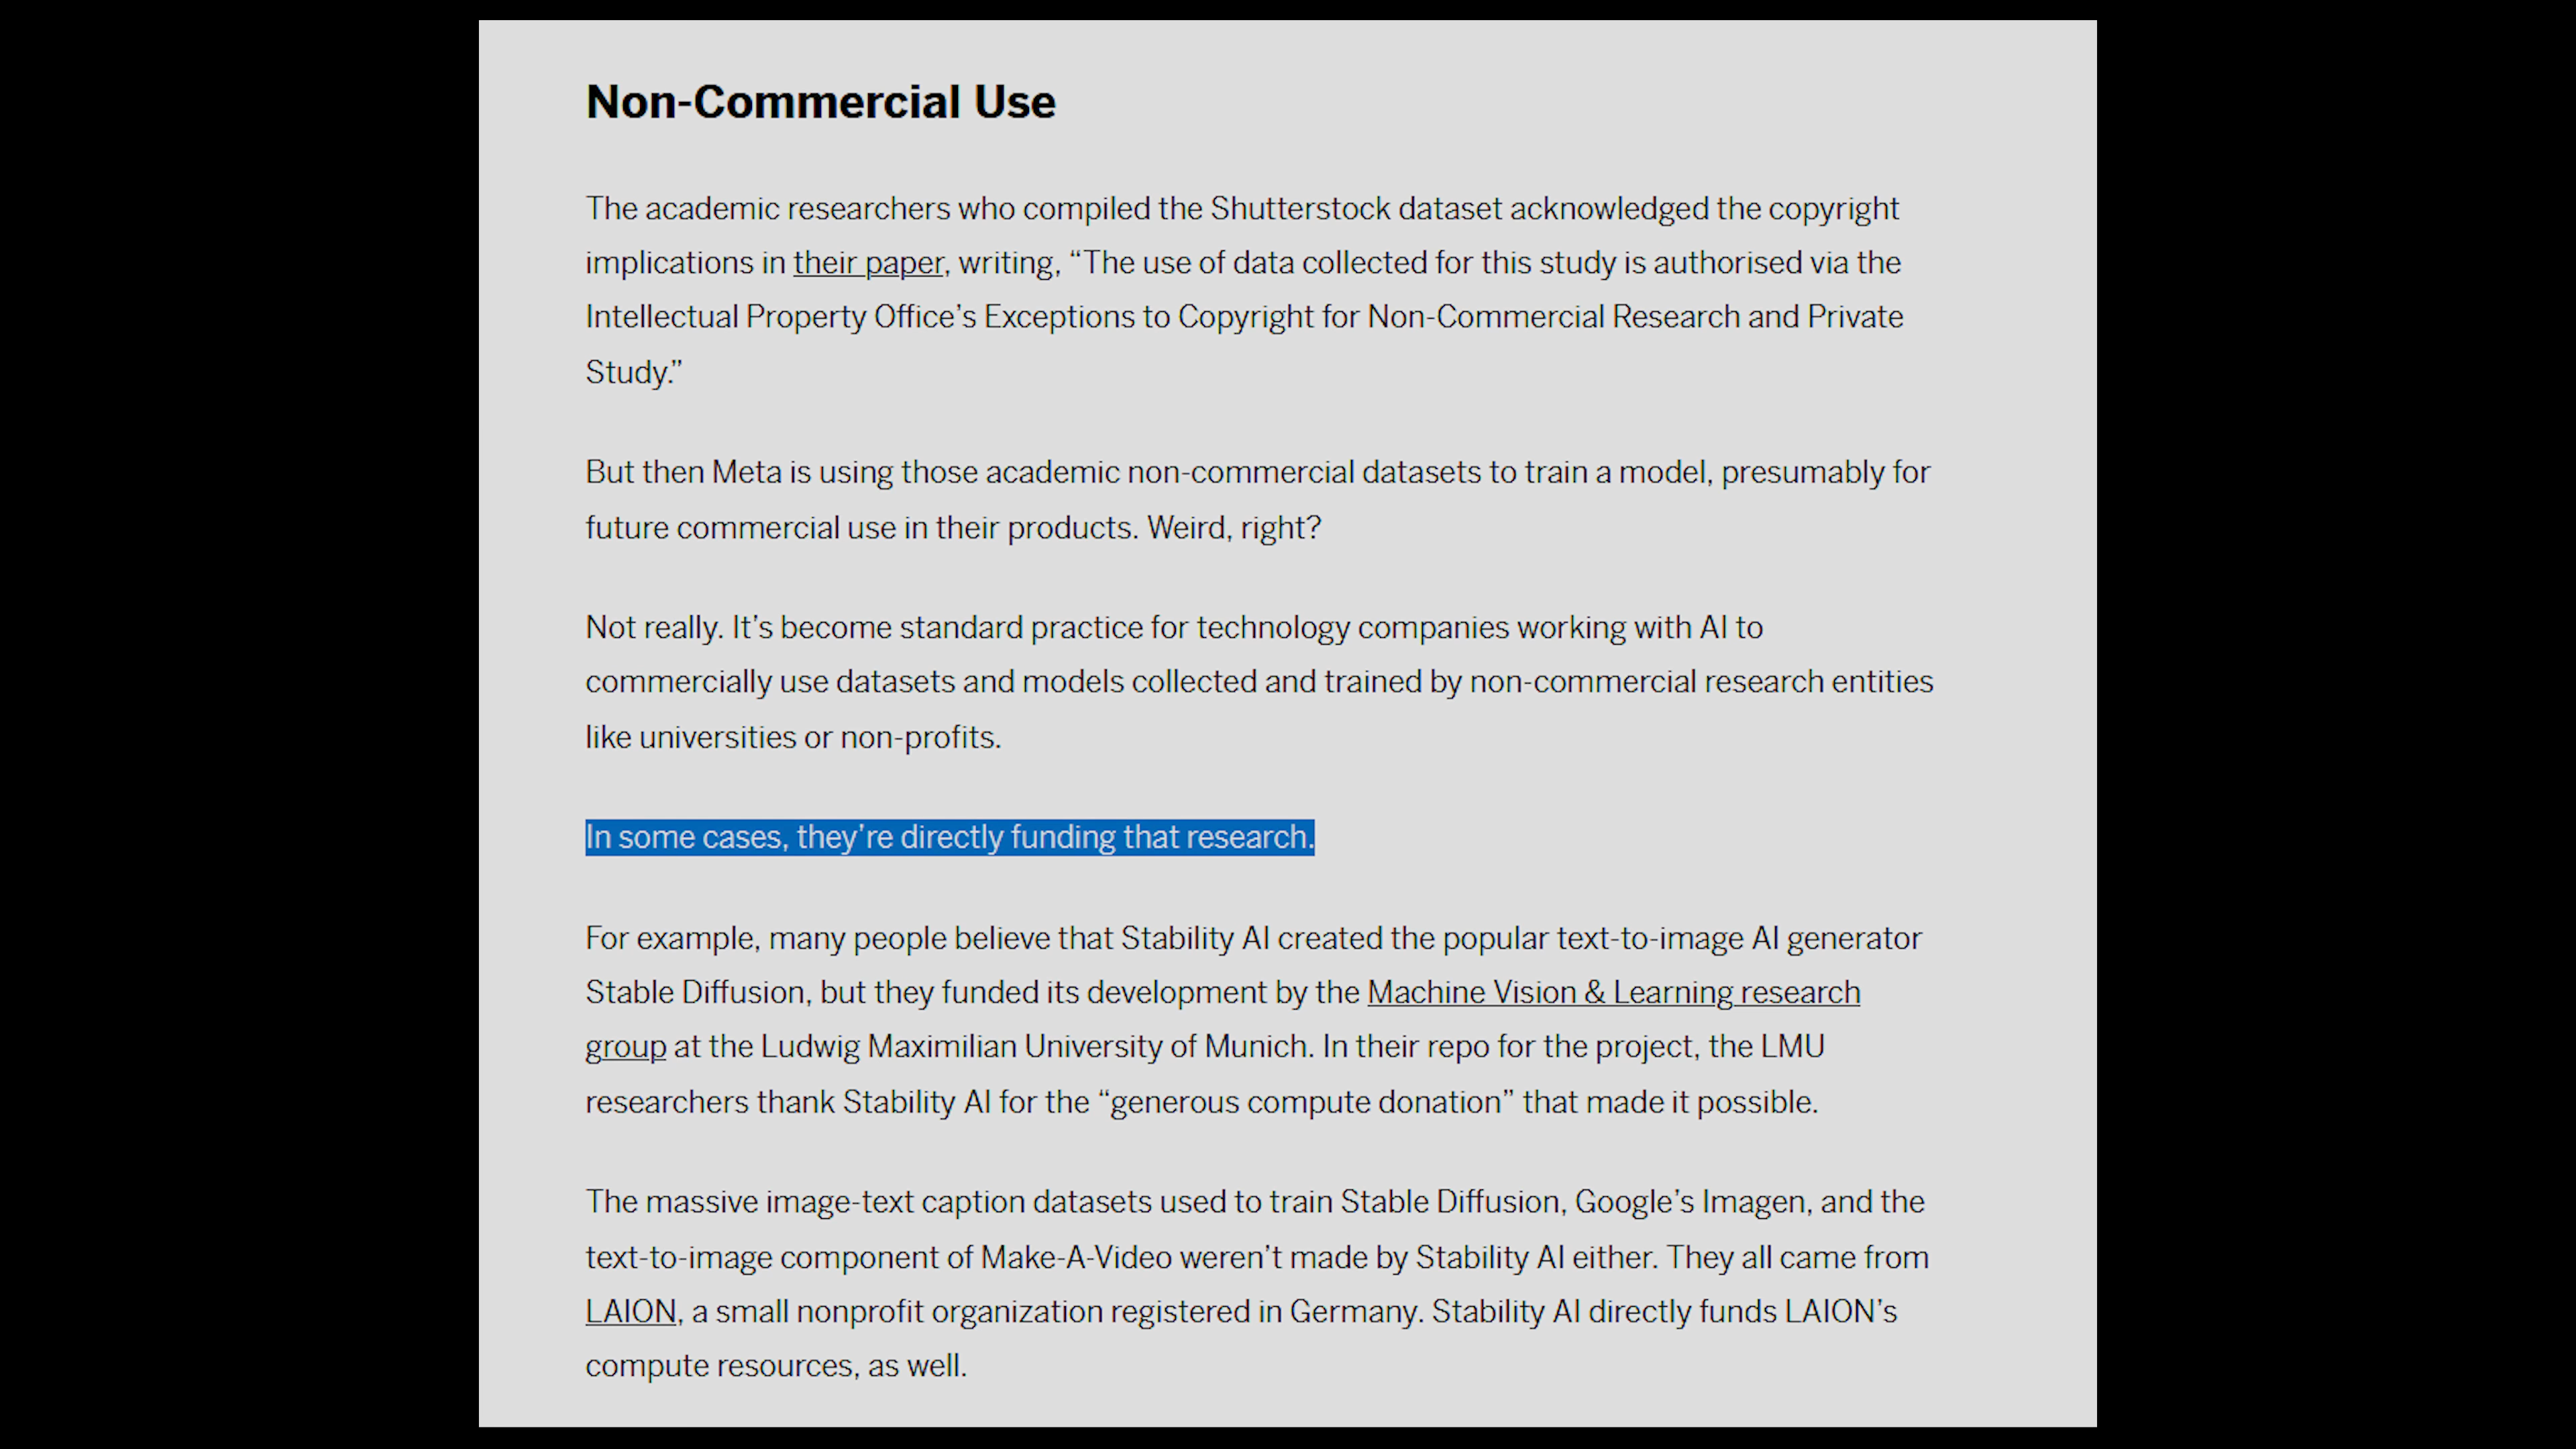 Non-Commercial Use
The academic researchers who compiled the Shutterstock dataset acknowledged the copyright
implications in their paper, writing, “The use of data collected for this study is authorised via the
Intellectual Property Office’s Exceptions to Copyright for Non-Commercial Research and Private
Study.”
But then Meta is using those academic non-commercial datasets to train a model, presumably for
future commercial use in their products. Weird, right?
Not really. It’s become standard practice for technology companies working with AI to
commercially use datasets and models collected and trained by non-commercial research entities
like universities or non-profits.
In some cases, they’re directly funding that research.
For example, many people believe that Stability AI created the popular text-to-image AI generator
Stable Diffusion, but they funded its development by the Machine Vision & Learning research
group at the Ludwig Maximilian University of Munich. In their repo for the project, the LMU
researchers thank Stability AI for the “generous compute donation” that made it possible.
The massive image-text caption datasets used to train Stable Diffusion, Google’s Imagen, and the
text-to-image component of Make-A-Video weren’t made by Stability AI either. They all came from
LAION, a small nonprofit organization registered in Germany. Stability AI directly funds LAION’s
compute resources, as well.